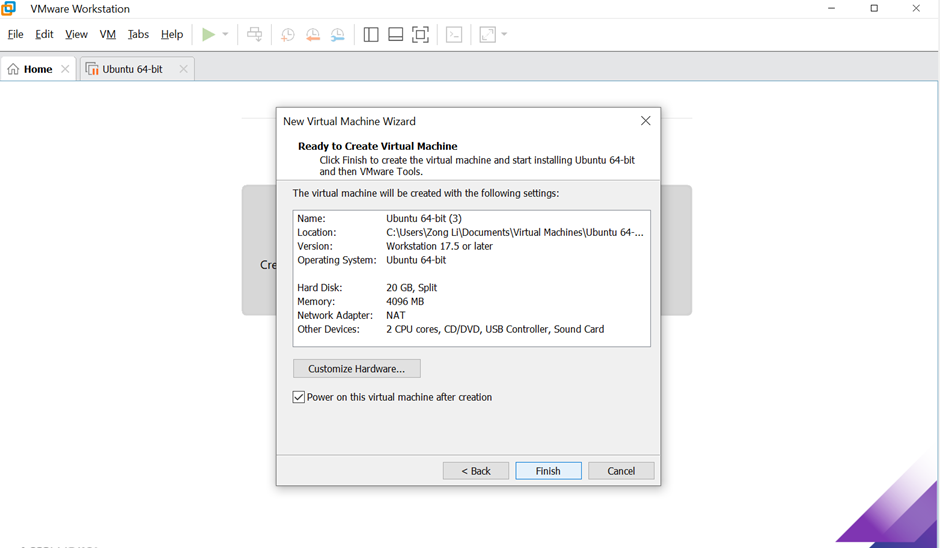 VMware Workstation
File Edit View VM Tabs Help
Home
Ubuntu 64-bit
New Virtual Machine Wizard
Ready to Create Virtual Machine
Click Finish to create the virtual machine and start installing Ubuntu 64-bit
and then VMware Tools.
The virtual machine will be created with the following settings:
Name: Ubuntu 64-bit (3)
Location: C:\Users\Zong Li\Documents\Virtual Machines\Ubuntu 64-...
Version: Workstation 17.5 or later
Operating System: Ubuntu 64-bit
Hard Disk: 20 GB, Split
Memory: 4096 MB
Network Adapter: NAT
Other Devices: 2 CPU cores, CD/DVD, USB Controller, Sound Card
Cre
Customize Hardware...
Power on this virtual machine after creation
< Back Finish Cancel